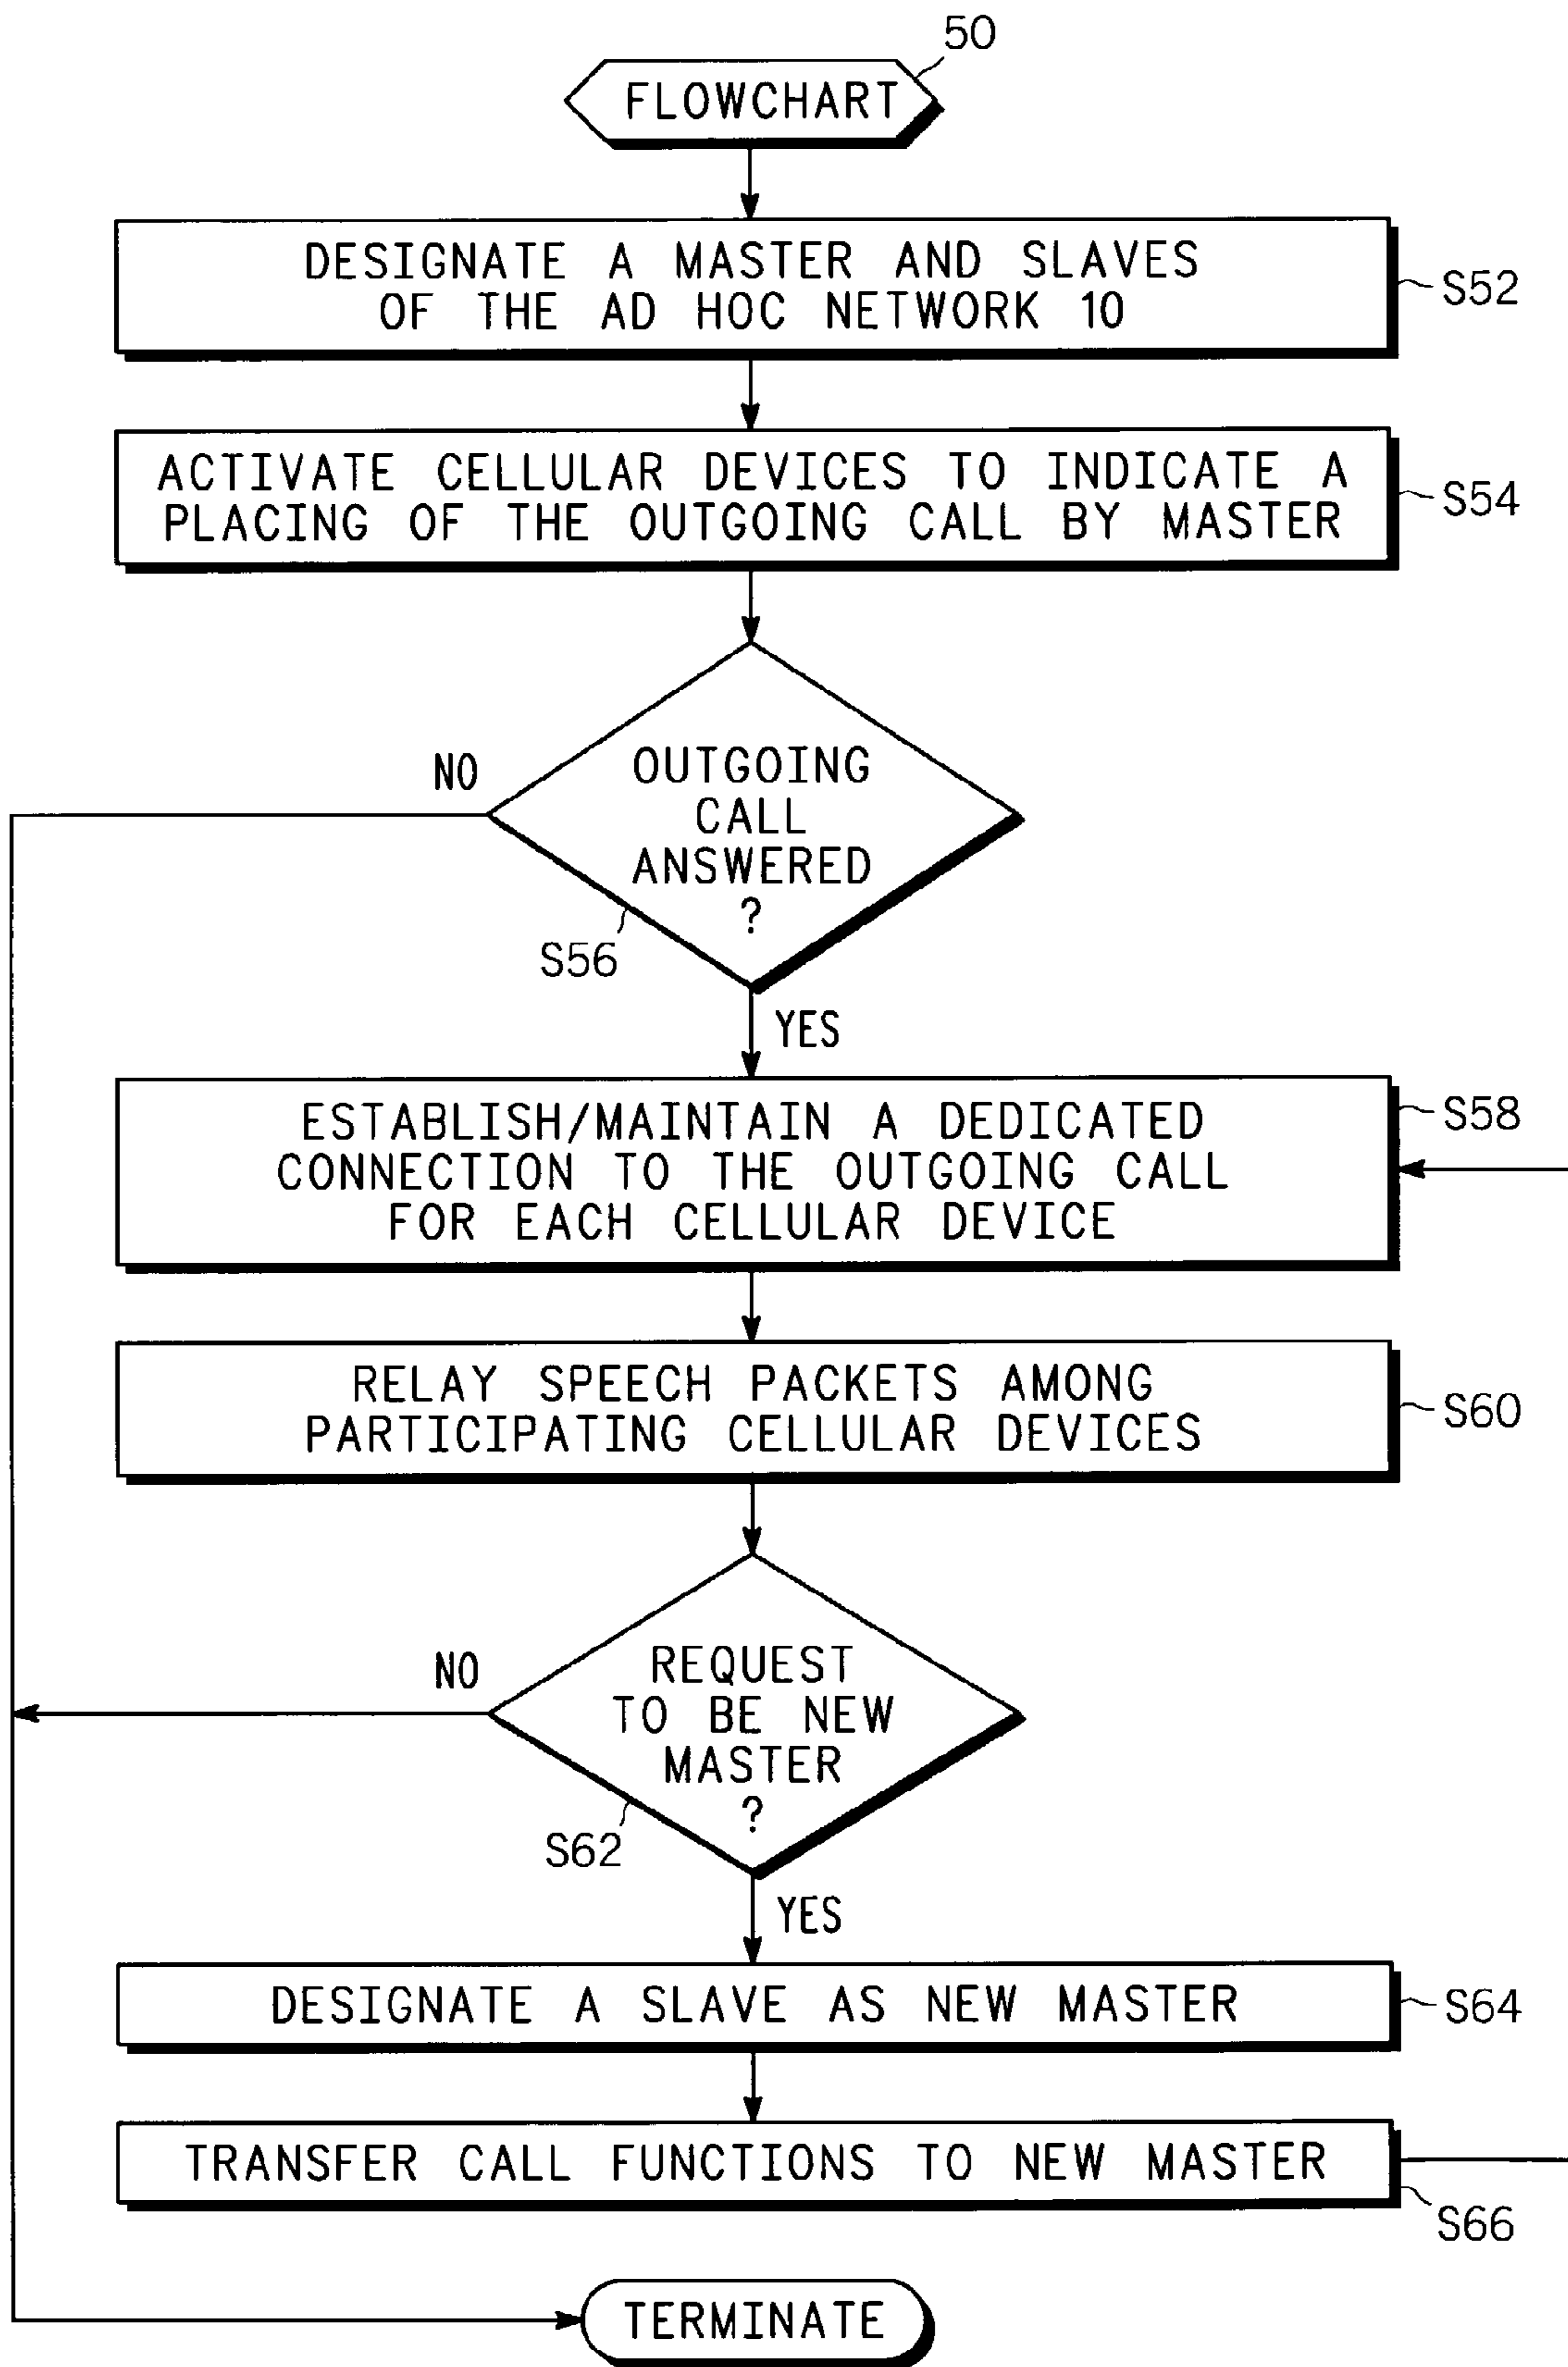 50
FLOWCHART
DESIGNATE A MASTER AND SLAVES
OF THE AD HOC NETWORK 10
S52
ACTIVATE CELLULAR DEVICES TO INDICATE A
PLACING OF THE OUTGOING CALL BY MASTER
S54
NO
OUTGOING
CALL
ANSWERED
?
S56
YES
ESTABLISH/MAINTAIN A DEDICATED
CONNECTION TO THE OUTGOING CALL
FOR EACH CELLULAR DEVICE
S58
RELAY SPEECH PACKETS AMONG
PARTICIPATING CELLULAR DEVICES
S60
NO
REQUEST
TO BE NEW
MASTER
?
S62
YES
DESIGNATE A SLAVE AS NEW MASTER
S64
TRANSFER CALL FUNCTIONS TO NEW MASTER
S66
TERMINATE